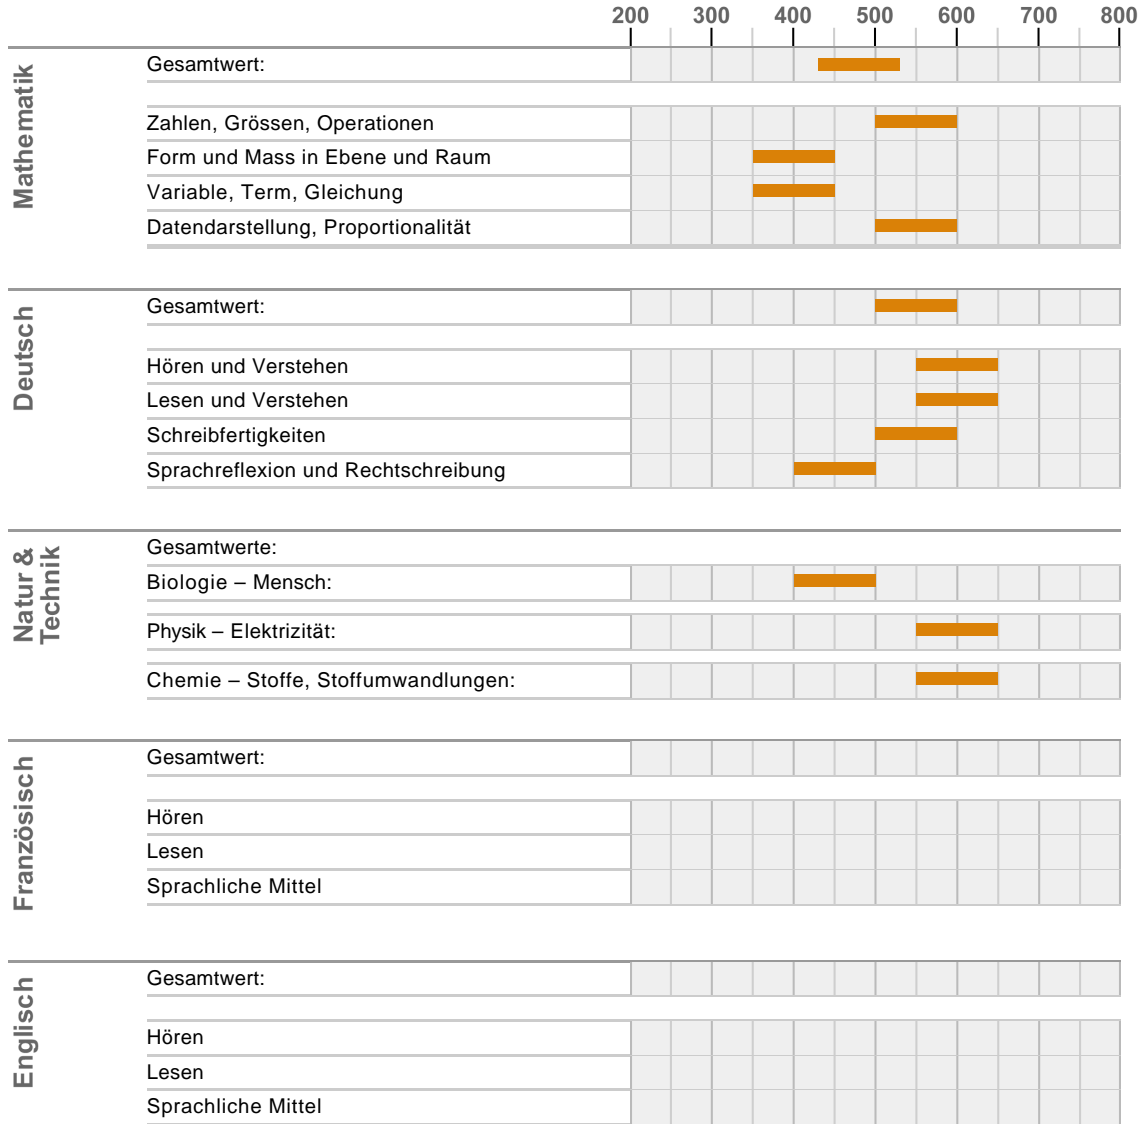 200 300 400 500 600 700 800
Mathematik
Gesamtwert:
Zahlen, Grössen, Operationen
Form und Mass in Ebene und Raum
Variable, Term, Gleichung
Datendarstellung, Proportionalität
Deutsch
Gesamtwert:
Hören und Verstehen
Lesen und Verstehen
Schreibfertigkeiten
Sprachreflexion und Rechtschreibung
Natur &
Technik
Gesamtwerte:
Biologie – Mensch:
Physik – Elektrizität:
Chemie – Stoffe, Stoffumwandlungen:
Französisch
Gesamtwert:
Hören
Lesen
Sprachliche Mittel
Englisch
Gesamtwert:
Hören
Lesen
Sprachliche Mittel